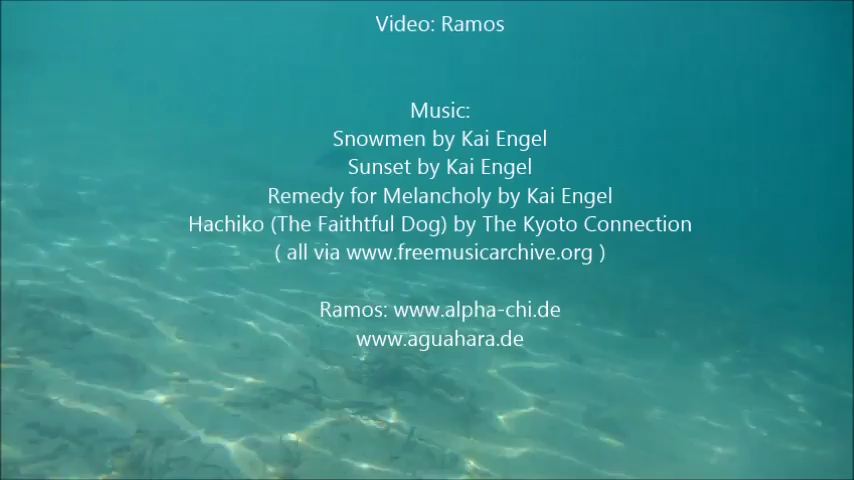 Video: Ramos
Music:
Snowmen by Kai Engel
Sunset by Kai Engel
Remedy for Melancholy by Kai Engel
Hachiko (The Faithtful Dog) by The Kyoto Connection
( all via www.freemusicarchive.org )
Ramos: www.alpha-chi.de
www.aguahara.de